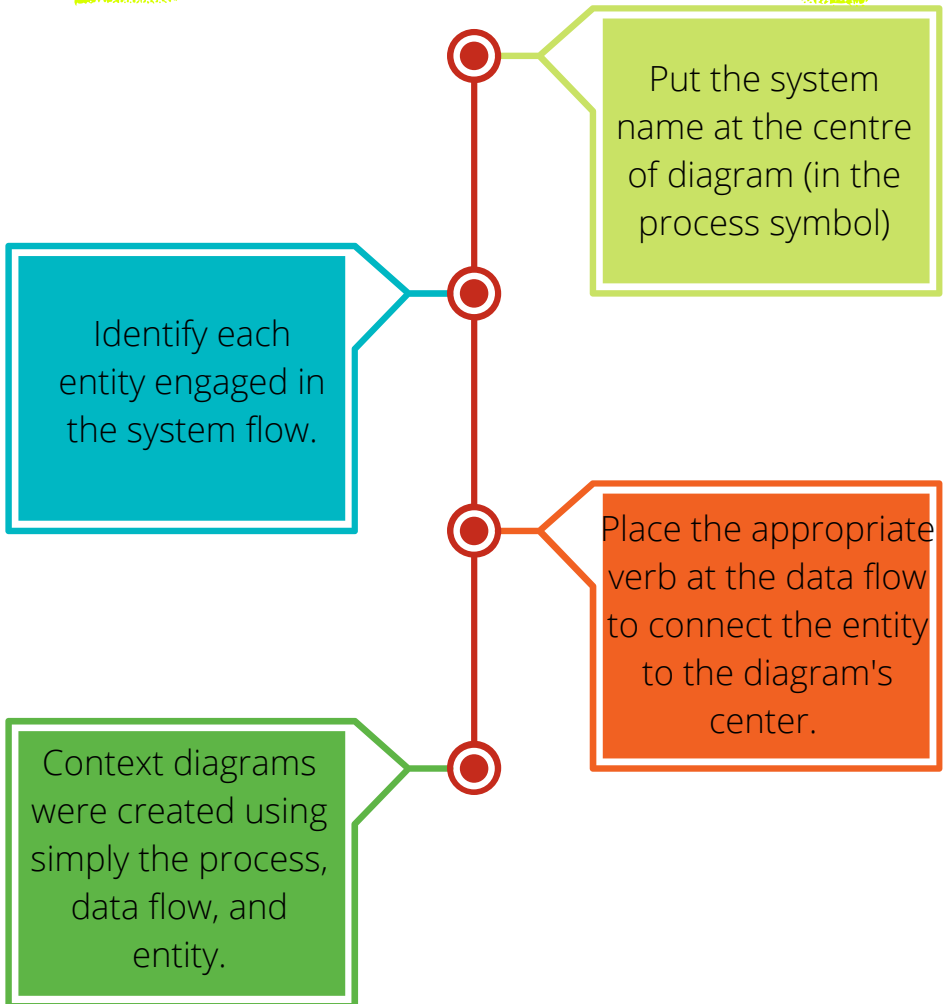 Put the system
name at the centre
of diagram (in the
process symbol)
Identify each
entity engaged in
the system flow.
Place the appropriate
verb at the data flow
to connect the entity
to the diagram's
center.
Context diagrams
were created using
simply the process,
data flow, and
entity.